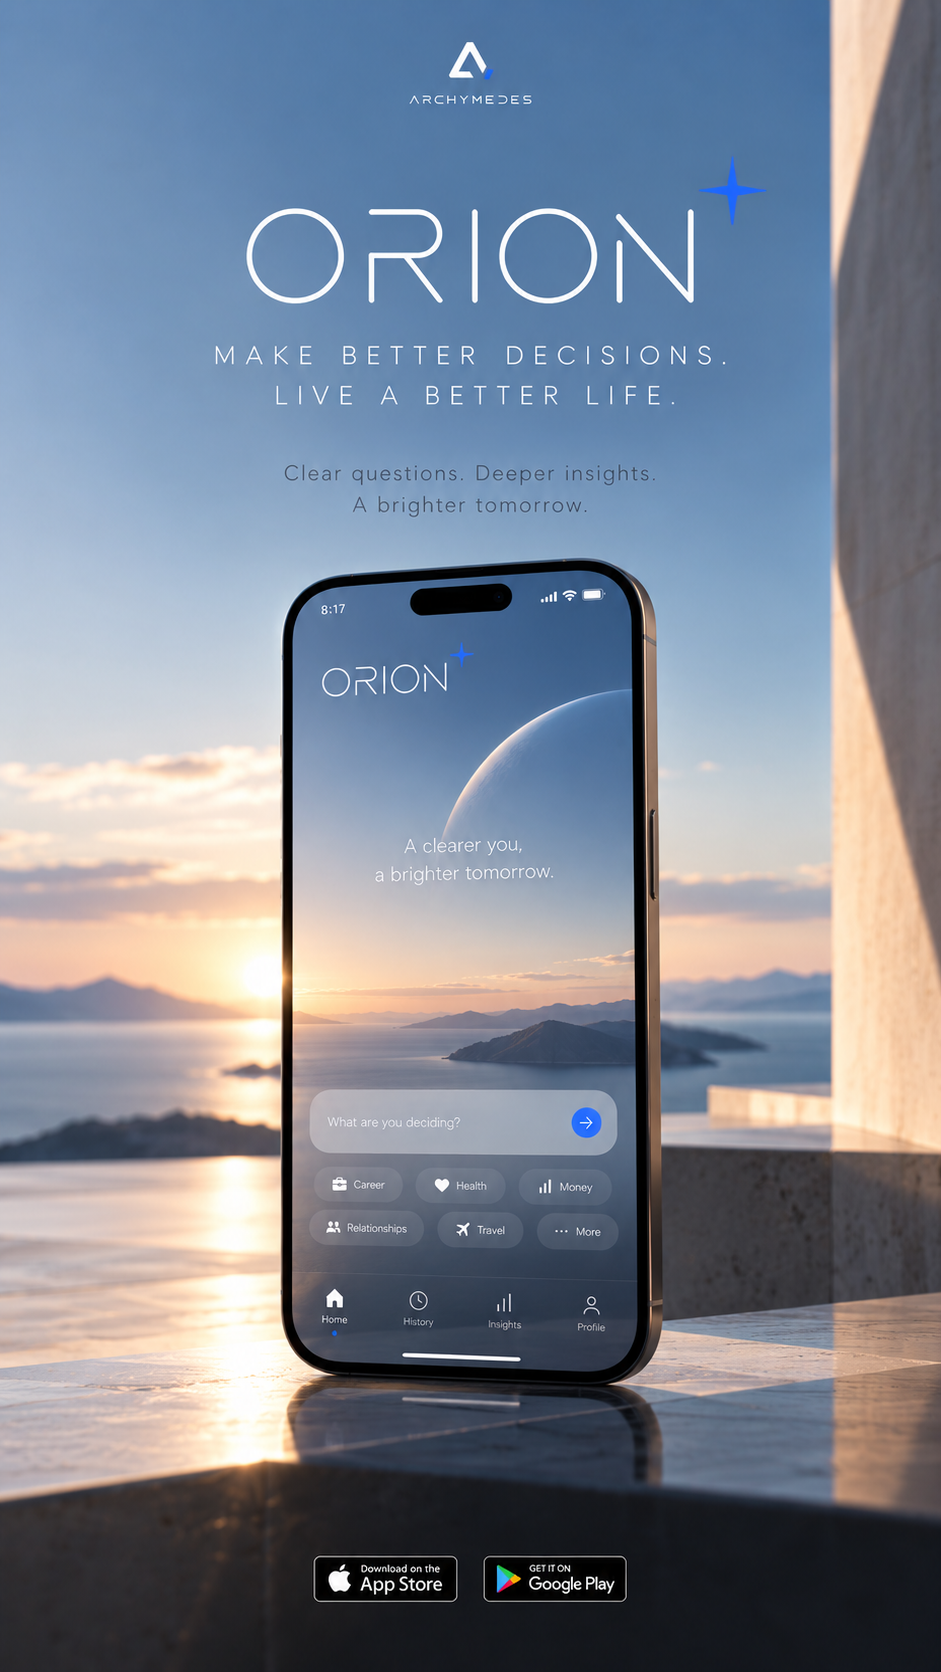 ARCHYMEDES
ORION
MAKE BETTER DECISIONS.
LIVE A BETTER LIFE.
Clear questions. Deeper insights.
A brighter tomorrow.
8:17
ORION
A clearer you,
a brighter tomorrow.
What are you deciding?
Career Health Money
Relationships Travel More
Home History Insights Profile
Download on the
App Store
GET IT ON
Google Play